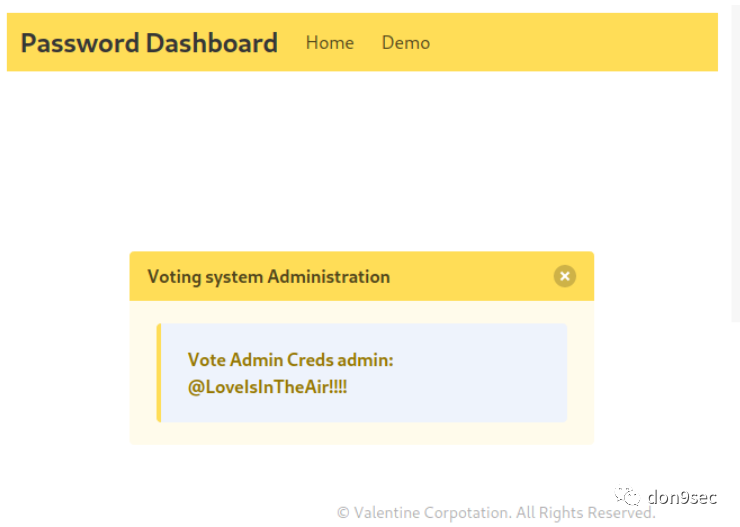 Password Dashboard Home Demo
Voting system Administration
Vote Admin Creds admin:
@LoveIsInTheAir!!!!
don9sec
© Valentine Corpotation. All Rights Reserved.